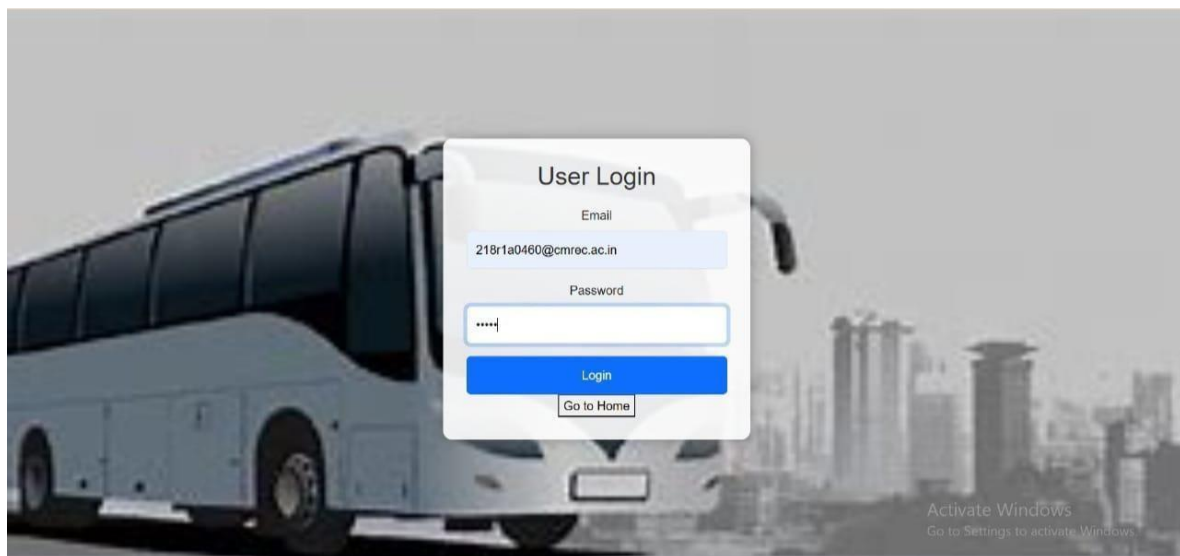 User Login
Email
218r1a0460@cmrec.ac.in
Password
•••••
Login
Go to Home
Activate Windows
Go to Settings to activate Windows.